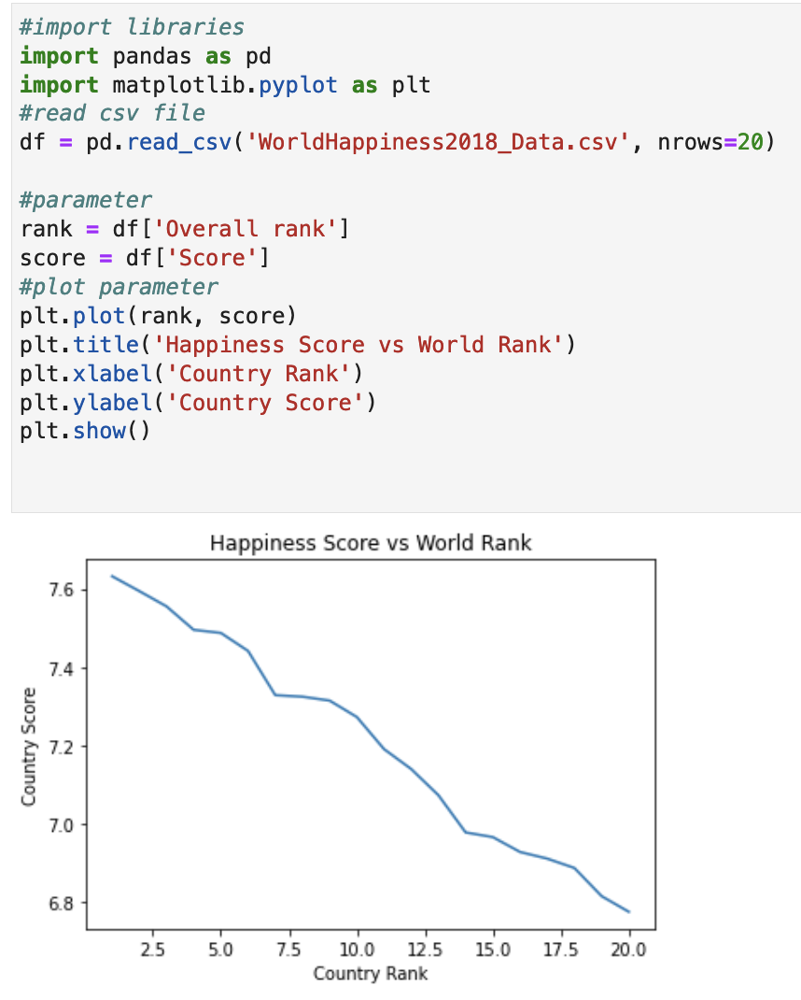 #import libraries
import pandas as pd
import matplotlib.pyplot as plt
#read csv file
df = pd.read_csv('WorldHappiness2018_Data.csv', nrows=20)
#parameter
rank = df['Overall rank']
score = df['Score']
#plot parameter
plt.plot(rank, score)
plt.title('Happiness Score vs World Rank')
plt.xlabel('Country Rank')
plt.ylabel('Country Score')
plt.show()
Happiness Score vs World Rank
7.6
7.4
7.2
7.0
6.8
Country Score
2.5 5.0 7.5 10.0 12.5 15.0 17.5 20.0
Country Rank